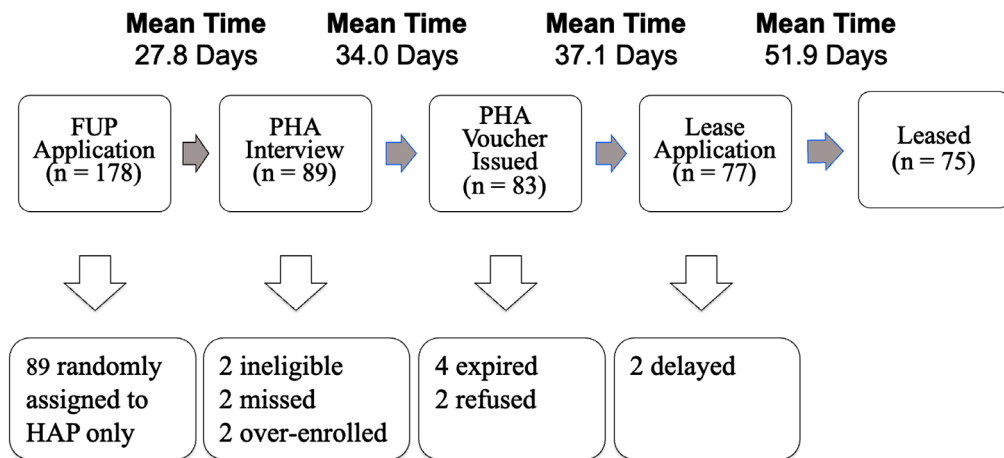 Mean Time
27.8 Days
Mean Time
34.0 Days
Mean Time
37.1 Days
Mean Time
51.9 Days
FUP
Application
(n = 178)
PHA
Interview
(n = 89)
PHA
Voucher
Issued
(n = 83)
Lease
Application
(n = 77)
Leased
(n = 75)
89 randomly
assigned to
HAP only
2 ineligible
2 missed
2 over-enrolled
4 expired
2 refused
2 delayed